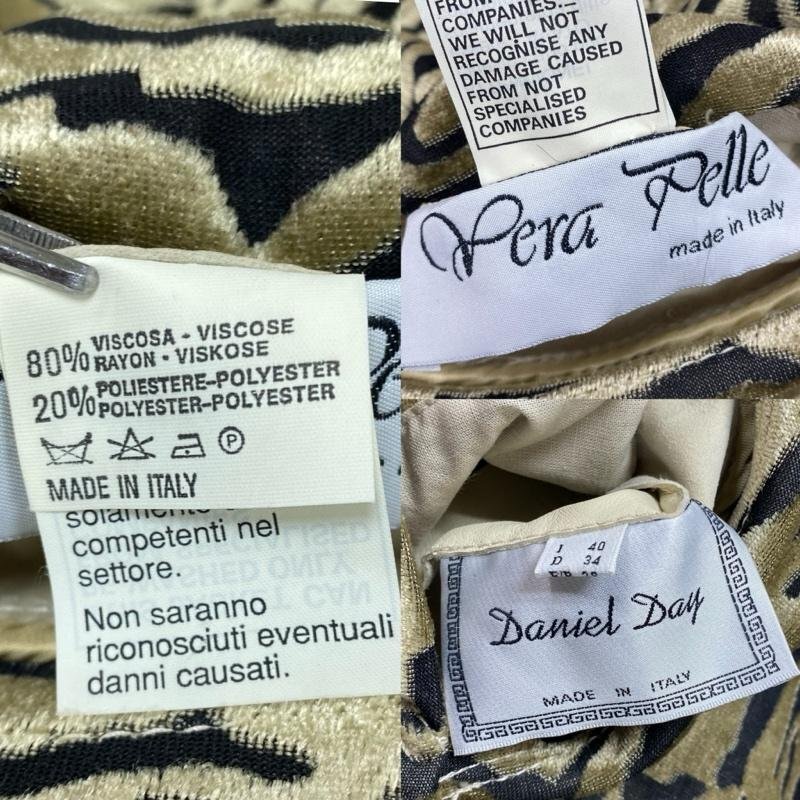 80% VISCOSA - VISCOSE
RAYON - VISKOSE
20% POLIESTERE-POLYESTER
POLYESTER-POLYESTER
P
MADE IN ITALY
solamente
competenti nel
settore.
Non saranno
riconosciuti eventuali
danni causati.
FROM
COMPANIES.
WE WILL NOT
RECOGNISE ANY
DAMAGE CAUSED
FROM NOT
SPECIALISED
COMPANIES
Vera Pelle
made in Italy
I 40
D 34
Daniel Day
MADE IN ITALY